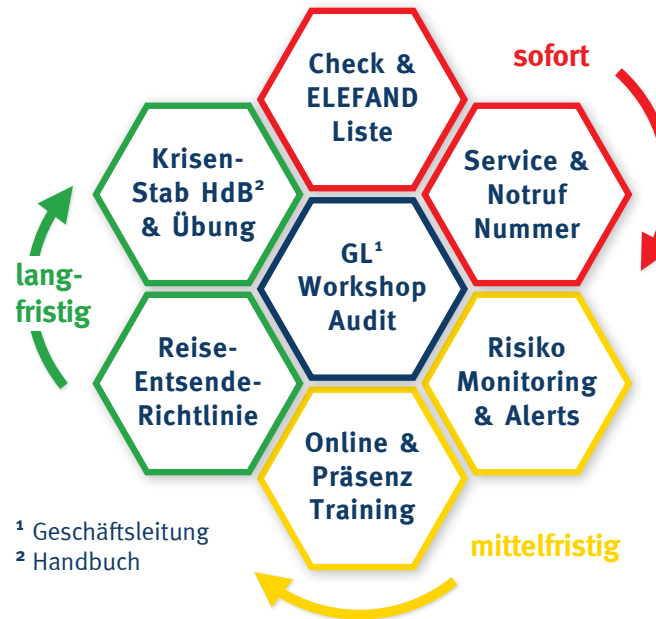 Check &
ELEFAND
Liste
sofort
Service &
Notruf
Nummer
Krisen-
Stab HdB²
& Übung
GL¹
Workshop
Audit
lang-
fristig
Reise-
Entsende-
Richtlinie
Risiko
Monitoring
& Alerts
Online &
Präsenz
Training
mittelfristig
¹ Geschäftsleitung
² Handbuch